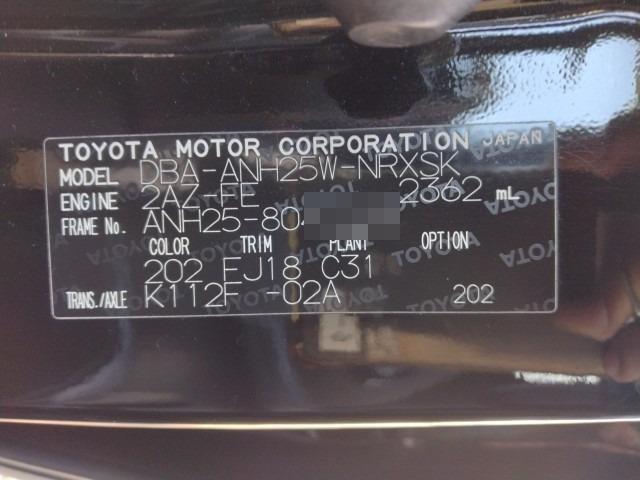 TOYOTA MOTOR CORPORATION JAPAN
MODEL DBA-ANH25W-NRXSK
ENGINE 2AZ-FE 2362 mL
FRAME No. ANH25-80
COLOR TRIM PLANT OPTION
202 FJ18 C31
TRANS./AXLE K112F -02A 202